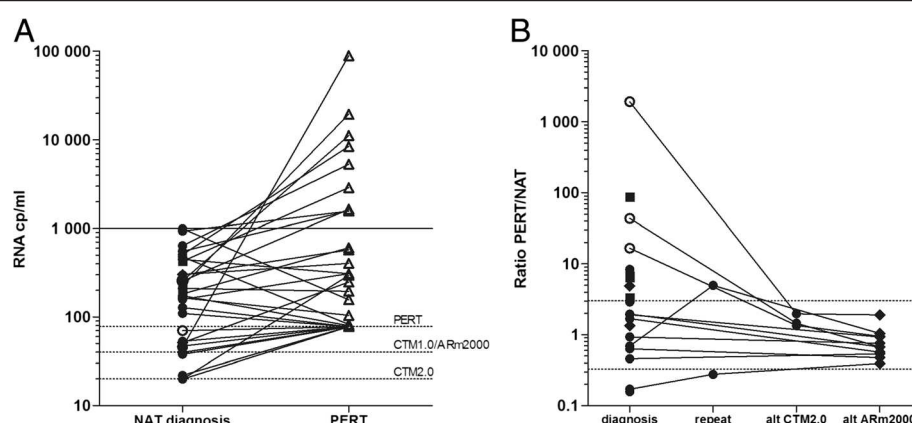 A
100 000
10 000
1 000
100
10
RNA cp/ml
PERT
CTM1.0/ARm2000
CTM2.0
NAT diagnosis
PERT
B
10 000
1 000
100
10
1
0.1
Ratio PERT/NAT
diagnosis
repeat
alt CTM2.0
alt ARm2000